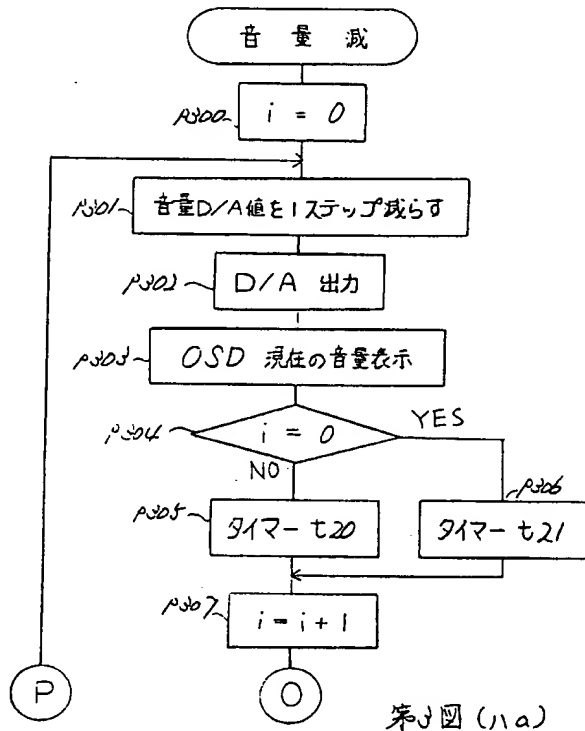 音量減
P300
i = 0
P301
音量D/A値を1ステップ減らす
P302
D/A 出力
P303
OSD 現在の音量表示
P304
i = 0
YES
NO
P305
タイマー t20
P306
タイマー t21
P307
i = i + 1
P
O
第3図 (ハa)